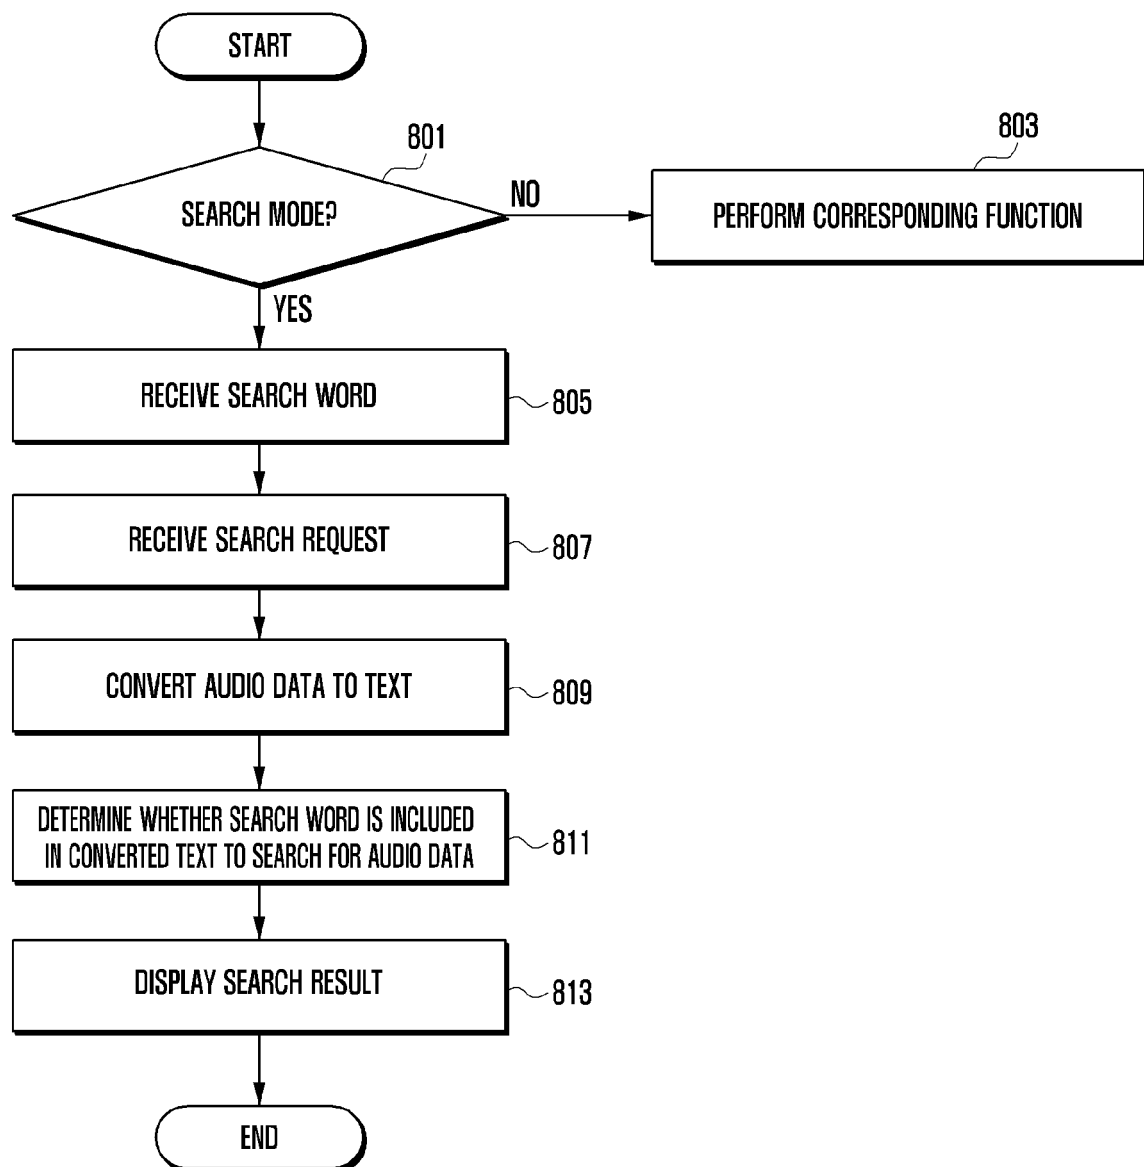 START
801
SEARCH MODE?
NO
803
PERFORM CORRESPONDING FUNCTION
YES
RECEIVE SEARCH WORD
805
RECEIVE SEARCH REQUEST
807
CONVERT AUDIO DATA TO TEXT
809
DETERMINE WHETHER SEARCH WORD IS INCLUDED
IN CONVERTED TEXT TO SEARCH FOR AUDIO DATA
811
DISPLAY SEARCH RESULT
813
END